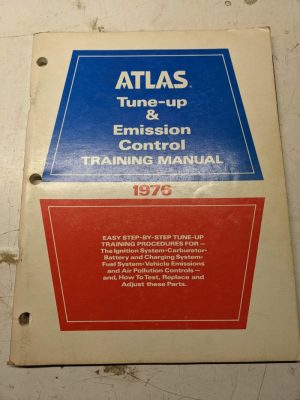 ATLAS
Tune-up
&
Emission
Control
TRAINING MANUAL
1976
EASY STEP-BY-STEP TUNE-UP
TRAINING PROCEDURES FOR—
The Ignition System•Carburetor•
Battery and Charging System•
Fuel System•Vehicle Emissions
and Air Pollution Controls—
and, How To Test, Replace and
Adjust these Parts.